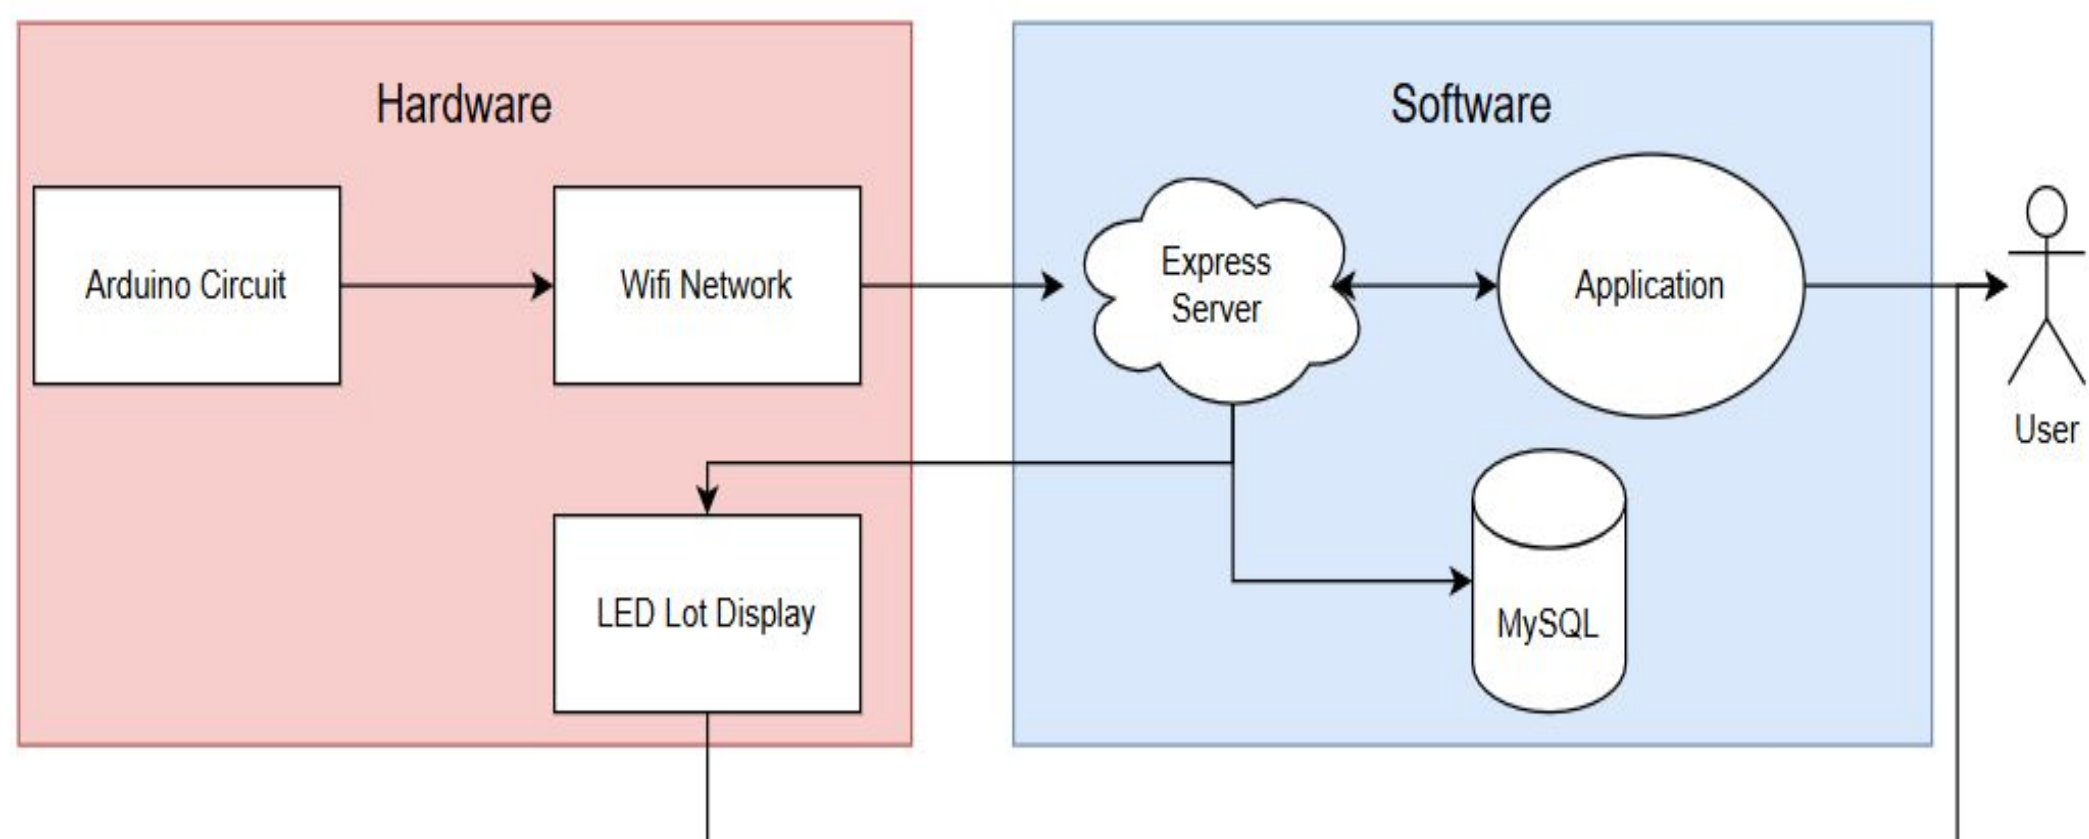 Hardware
Software
Arduino Circuit
Wifi Network
Express
Server
Application
User
LED Lot Display
MySQL